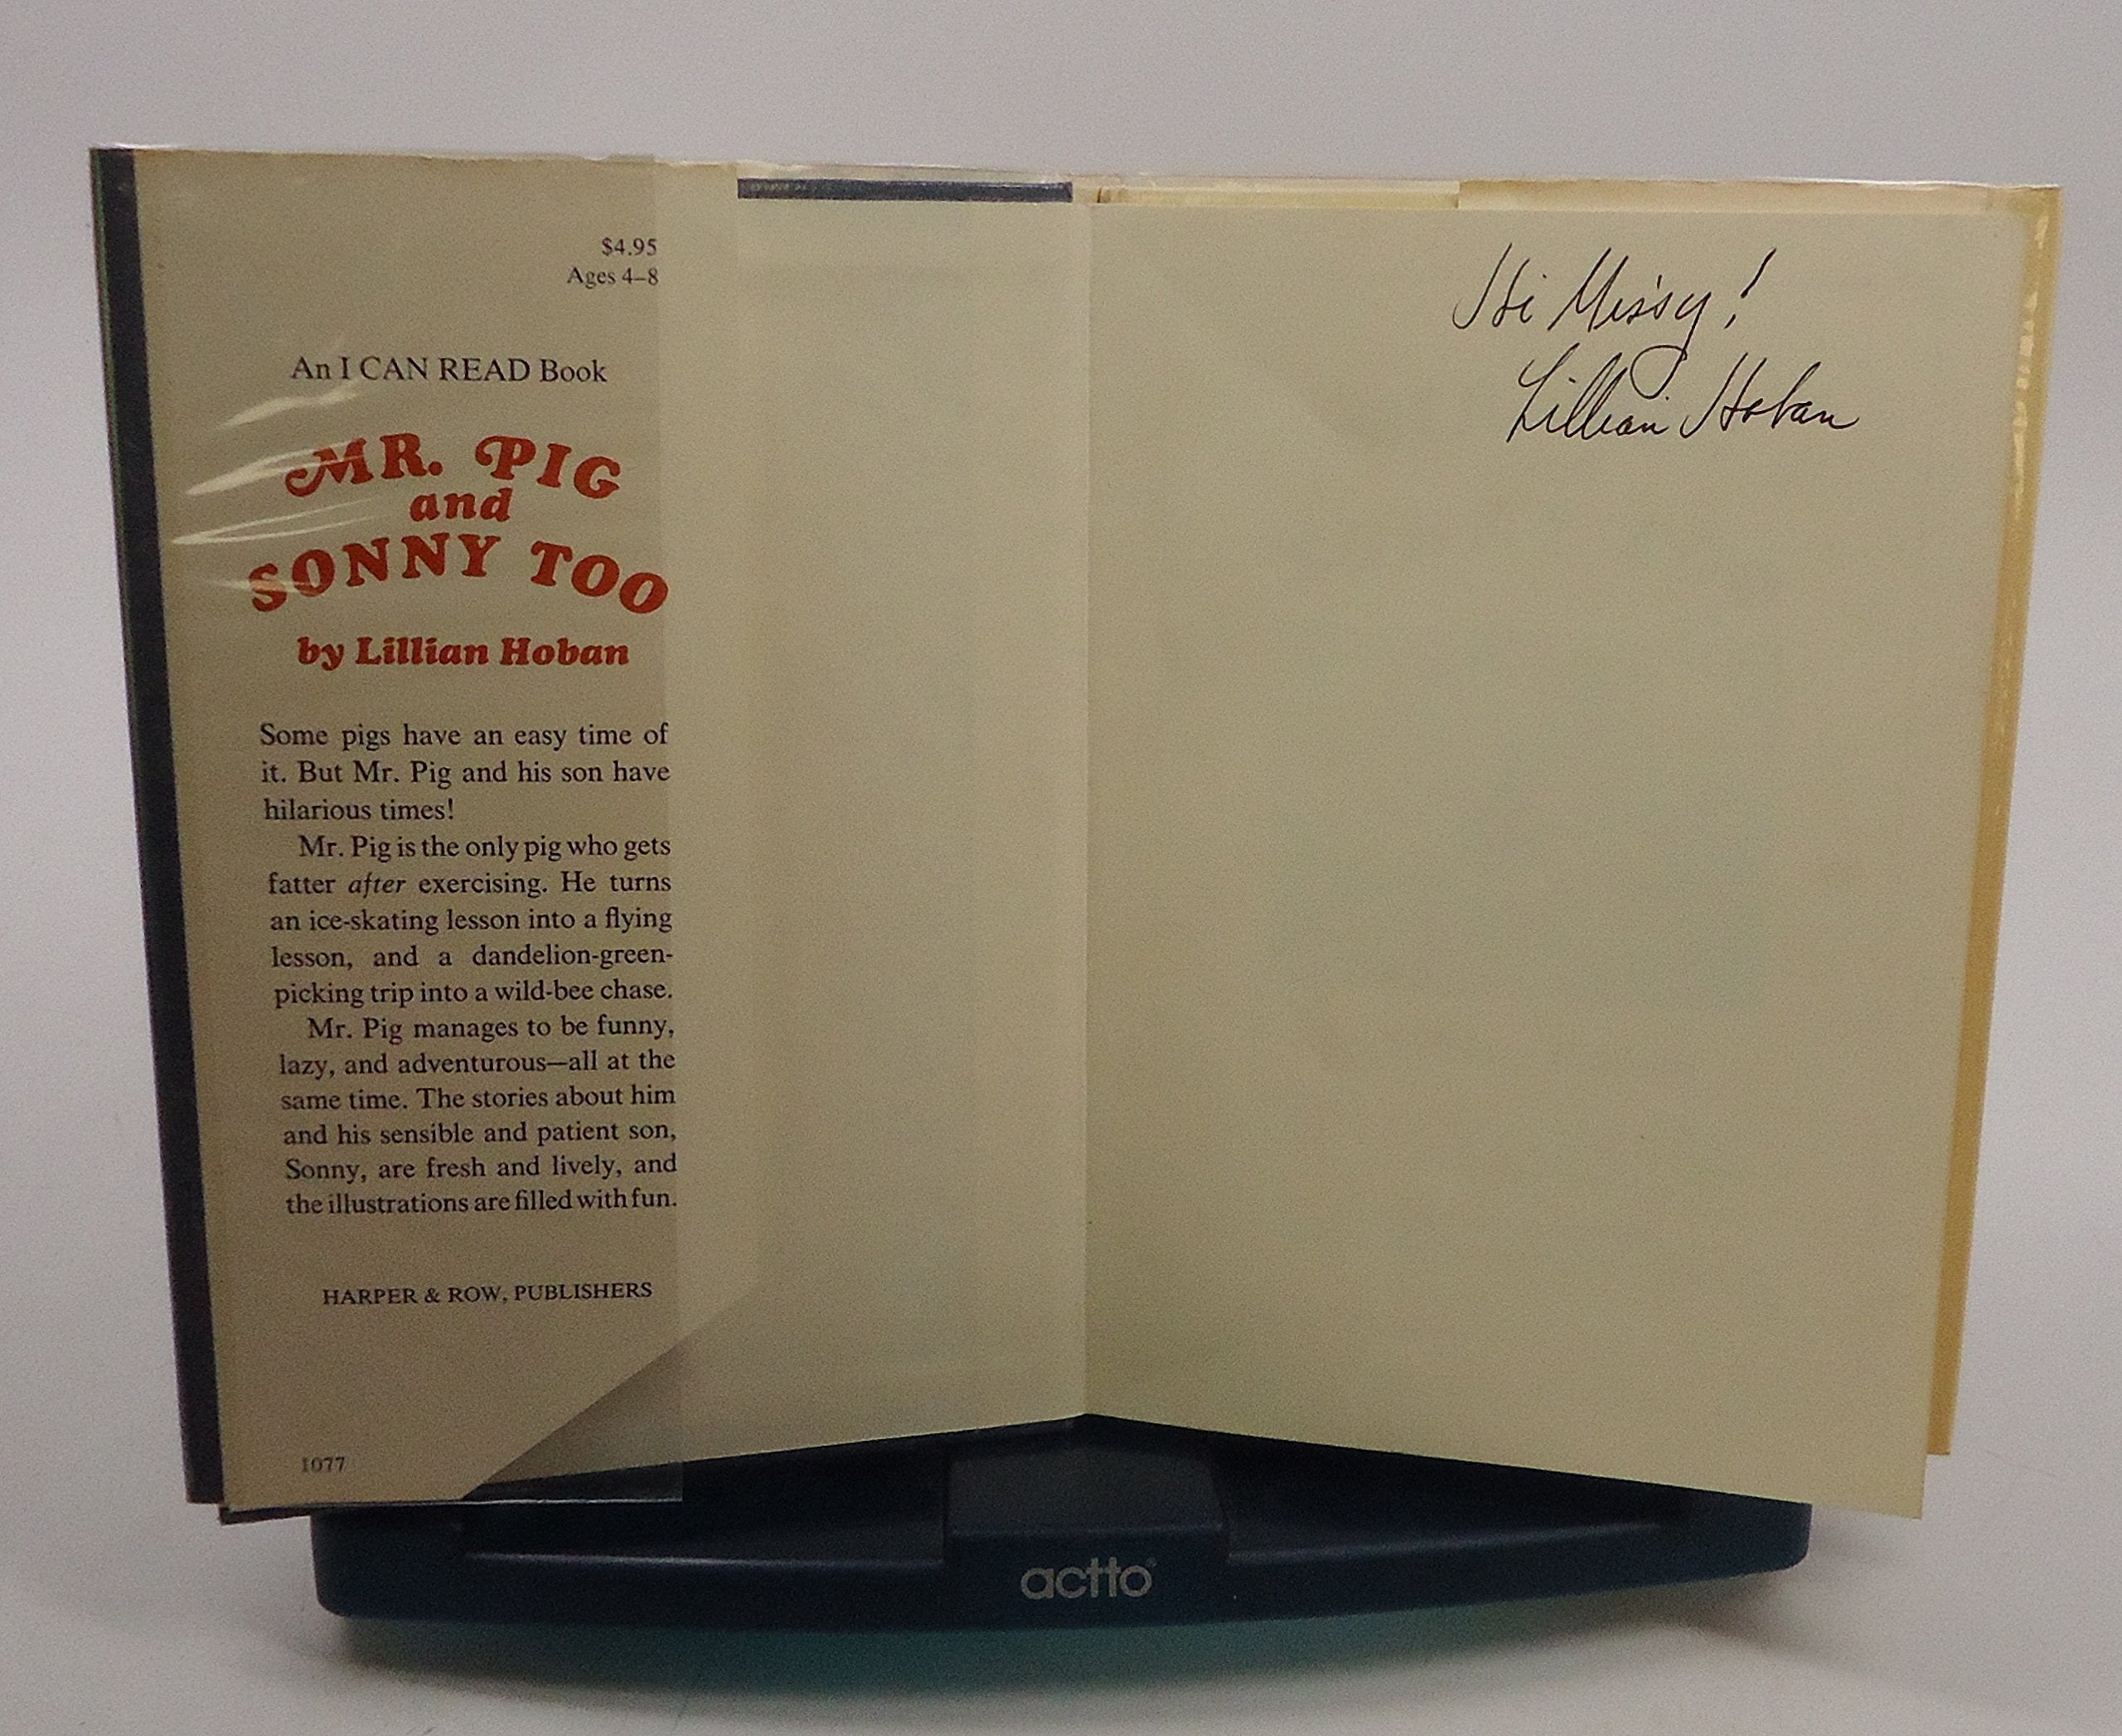 $4.95
Ages 4–8
An I CAN READ Book
MR. PIG
and
SONNY TOO
by Lillian Hoban
Some pigs have an easy time of
it. But Mr. Pig and his son have
hilarious times!
Mr. Pig is the only pig who gets
fatter after exercising. He turns
an ice-skating lesson into a flying
lesson, and a dandelion-green-
picking trip into a wild-bee chase.
Mr. Pig manages to be funny,
lazy, and adventurous—all at the
same time. The stories about him
and his sensible and patient son,
Sonny, are fresh and lively, and
the illustrations are filled with fun.
HARPER & ROW, PUBLISHERS
1077
Hi Missy!
Lillian Hoban
actto